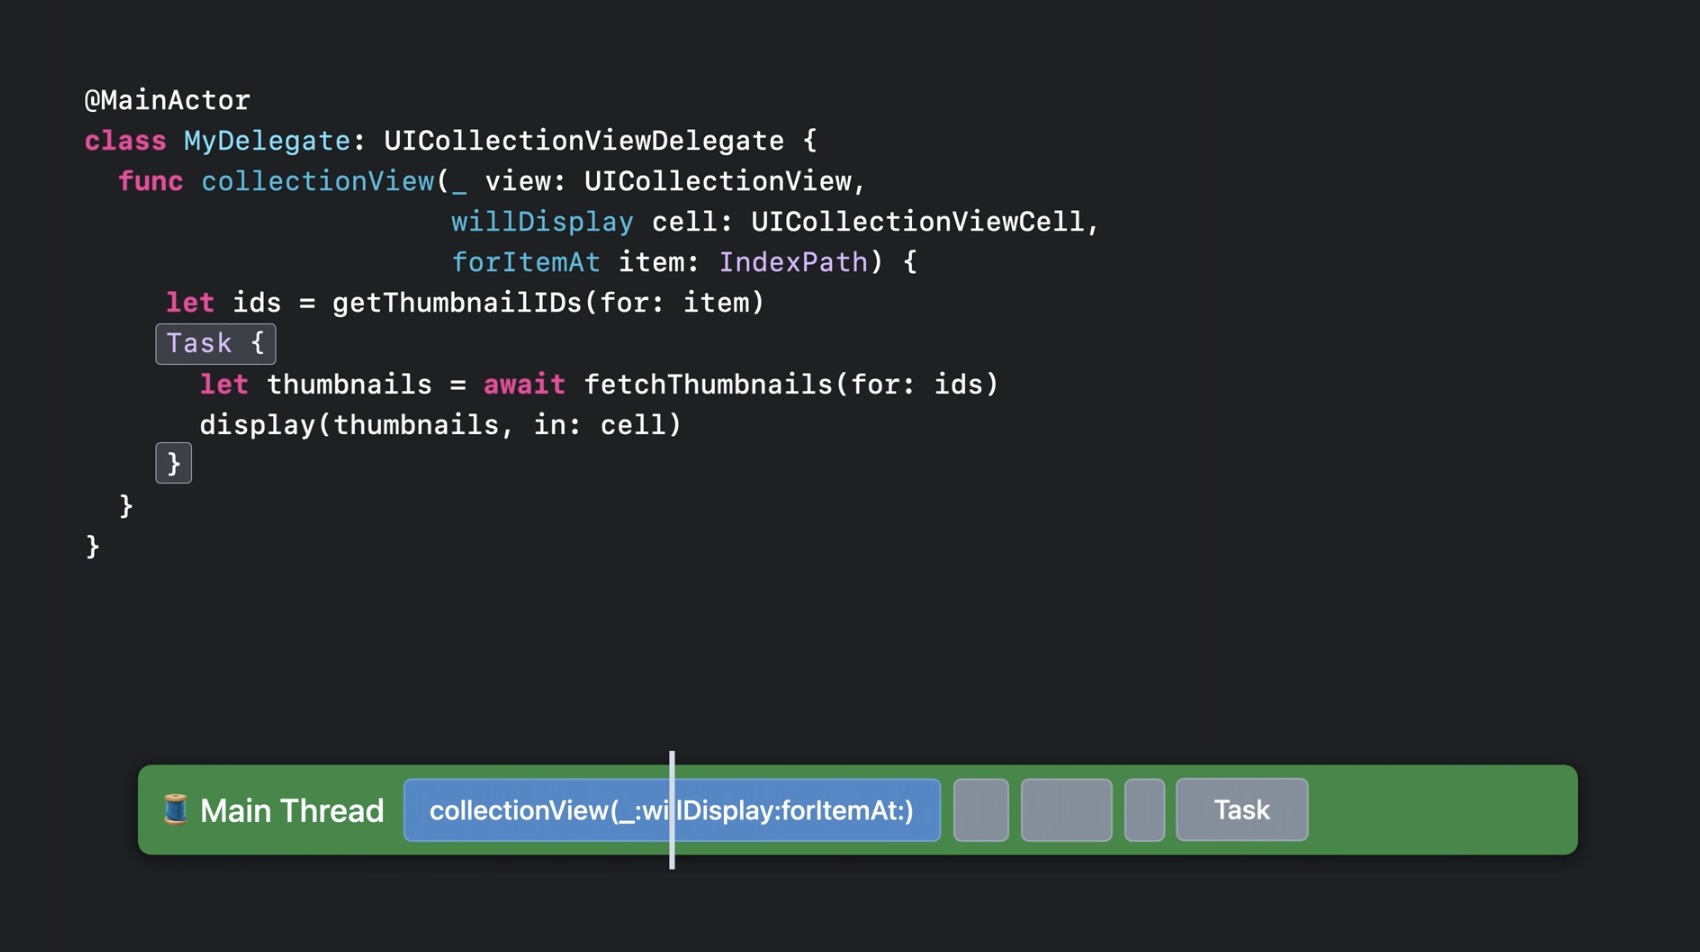 @MainActor
class MyDelegate: UICollectionViewDelegate {
func collectionView(_ view: UICollectionView,
willDisplay cell: UICollectionViewCell,
forItemAt item: IndexPath) {
let ids = getThumbnailIDs(for: item)
Task {
let thumbnails = await fetchThumbnails(for: ids)
display(thumbnails, in: cell)
}
}
}
Main Thread collectionView(_:willDisplay:forItemAt:) Task